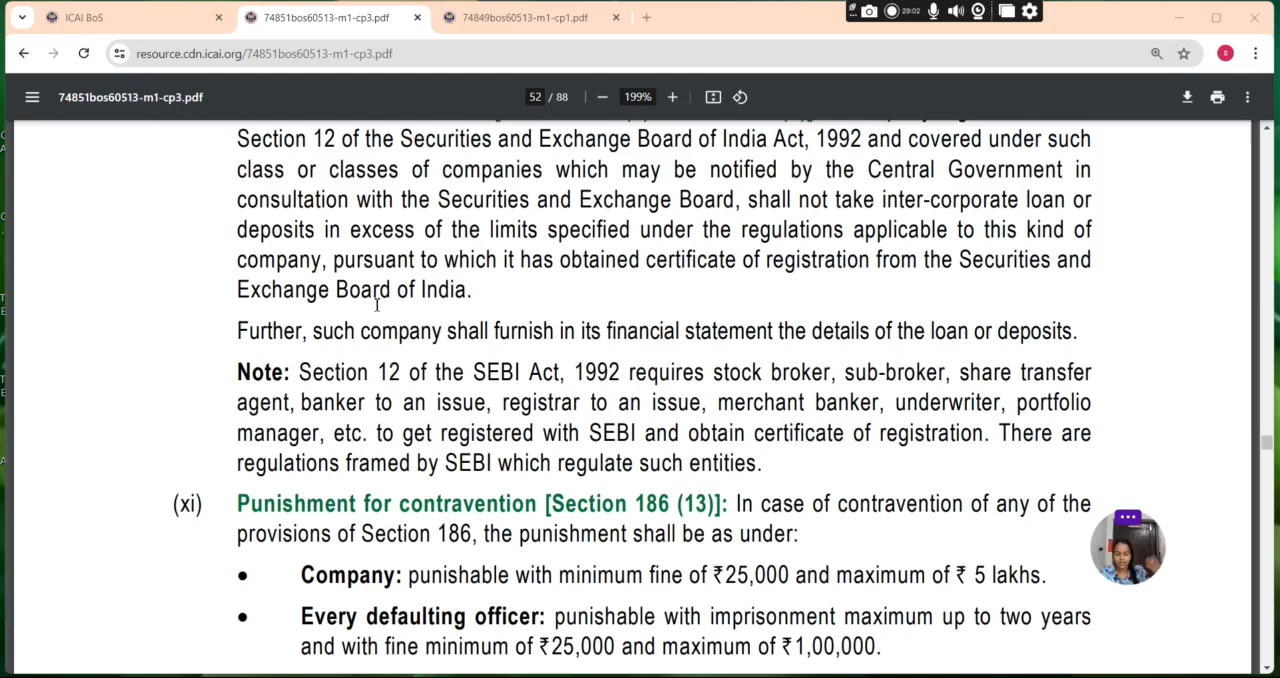 ICAI BoS
74851bos60513-m1-cp3.pdf
74849bos60513-m1-cp1.pdf
29:02
resource.cdn.icai.org/74851bos60513-m1-cp3.pdf
S
74851bos60513-m1-cp3.pdf
52 / 88
199%
Section 12 of the Securities and Exchange Board of India Act, 1992 and covered under such
class or classes of companies which may be notified by the Central Government in
consultation with the Securities and Exchange Board, shall not take inter-corporate loan or
deposits in excess of the limits specified under the regulations applicable to this kind of
company, pursuant to which it has obtained certificate of registration from the Securities and
Exchange Board of India.
Further, such company shall furnish in its financial statement the details of the loan or deposits.
Note: Section 12 of the SEBI Act, 1992 requires stock broker, sub-broker, share transfer
agent, banker to an issue, registrar to an issue, merchant banker, underwriter, portfolio
manager, etc. to get registered with SEBI and obtain certificate of registration. There are
regulations framed by SEBI which regulate such entities.
(xi) Punishment for contravention [Section 186 (13)]: In case of contravention of any of the
provisions of Section 186, the punishment shall be as under:
• Company: punishable with minimum fine of ₹25,000 and maximum of ₹ 5 lakhs.
• Every defaulting officer: punishable with imprisonment maximum up to two years
and with fine minimum of ₹25,000 and maximum of ₹1,00,000.